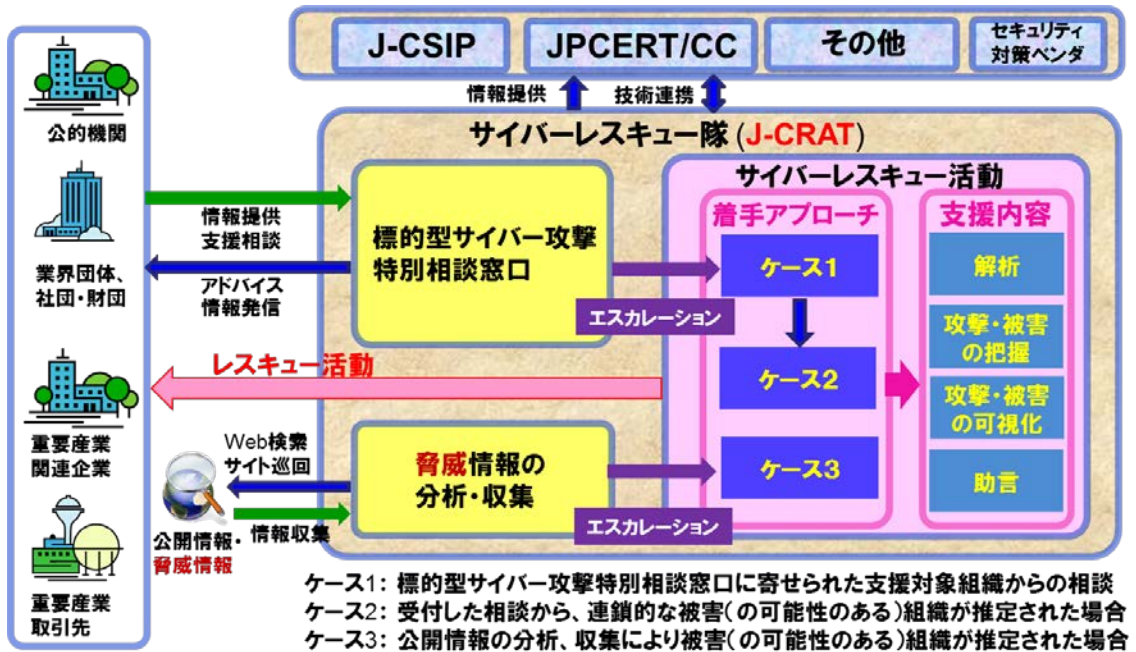 J-CSIP
JPCERT/CC
その他
セキュリティ
対策ベンダ
情報提供
技術連携
公的機関
業界団体、
社団・財団
重要産業
関連企業
重要産業
取引先
サイバーレスキュー隊 (J-CRAT)
情報提供
支援相談
アドバイス
情報発信
標的型サイバー攻撃
特別相談窓口
エスカレーション
レスキュー活動
Web検索
サイト巡回
情報収集
公開情報・
脅威情報
脅威情報の
分析・収集
エスカレーション
サイバーレスキュー活動
着手アプローチ
ケース1
ケース2
ケース3
支援内容
解析
攻撃・被害
の把握
攻撃・被害
の可視化
助言
ケース1: 標的型サイバー攻撃特別相談窓口に寄せられた支援対象組織からの相談
ケース2: 受付した相談から、連鎖的な被害(の可能性のある)組織が推定された場合
ケース3: 公開情報の分析、収集により被害(の可能性のある)組織が推定された場合